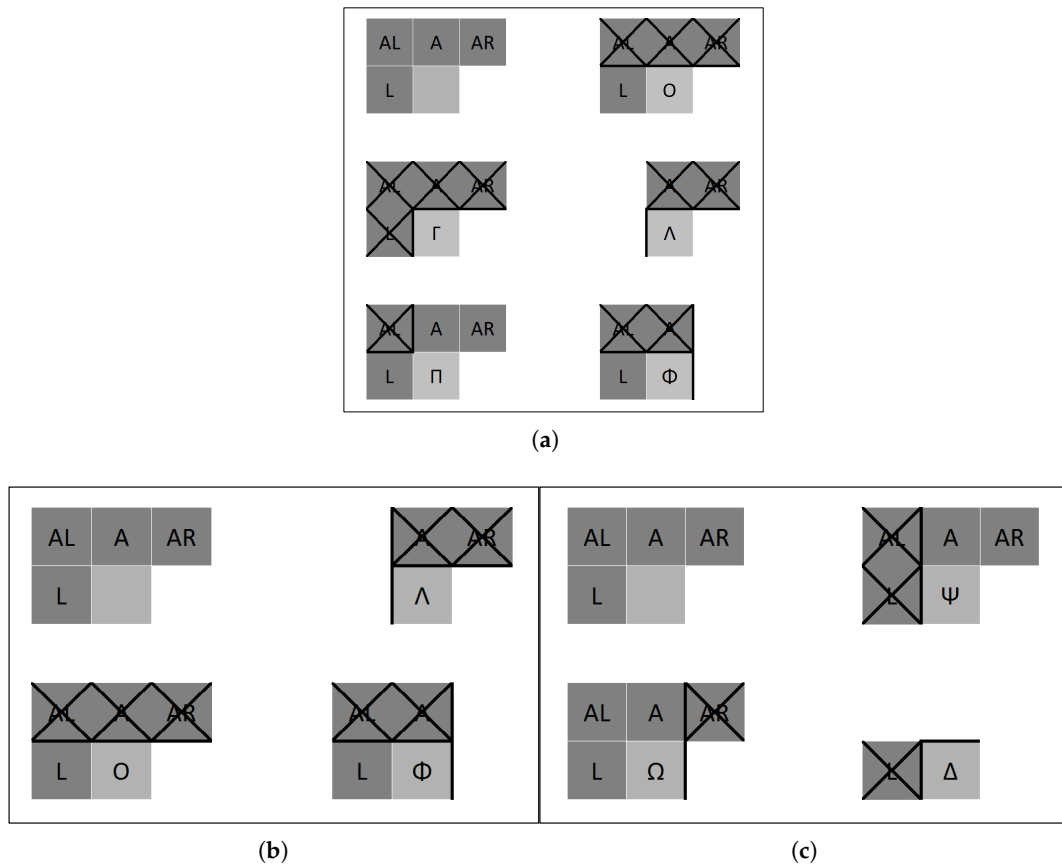 AL A AR AL A AR
L L O
AL A AR A AR
L Γ Λ
AL A AR AL A
L Π L Φ
(a)
AL A AR A AR AL A AR AL A AR
L Λ L L Ψ
AL A AR AL A AL A AR
L O L Φ L Ω L Δ
(b) (c)